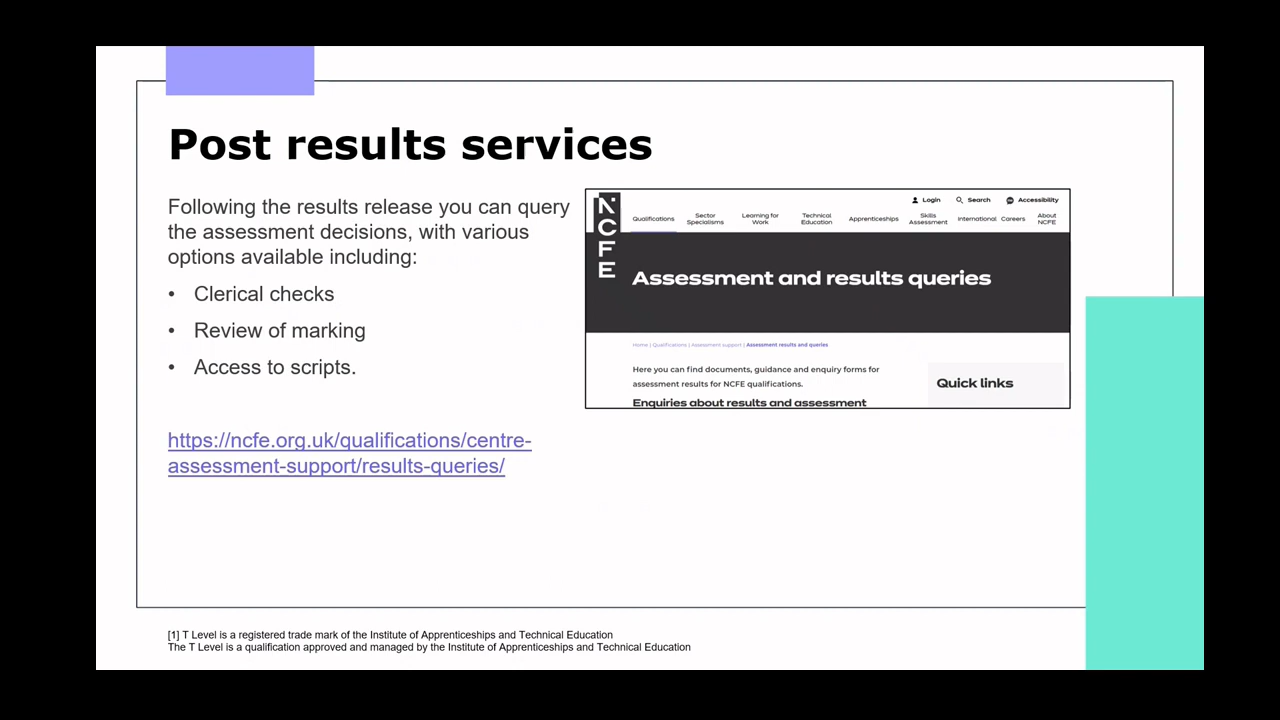 Post results services
Following the results release you can query
the assessment decisions, with various
options available including:
• Clerical checks
• Review of marking
• Access to scripts.
https://ncfe.org.uk/qualifications/centre-
assessment-support/results-queries/
NCFE
Login
Search
Accessibility
Qualifications
Sector
Specialisms
Learning for
Work
Technical
Education
Apprenticeships
Skills
Assessment
International
Careers
About
NCFE
Assessment and results queries
Home | Qualifications | Assessment support | Assessment results and queries
Here you can find documents, guidance and enquiry forms for
assessment results for NCFE qualifications.
Quick links
Enquiries about results and assessment
[1] T Level is a registered trade mark of the Institute of Apprenticeships and Technical Education
The T Level is a qualification approved and managed by the Institute of Apprenticeships and Technical Education